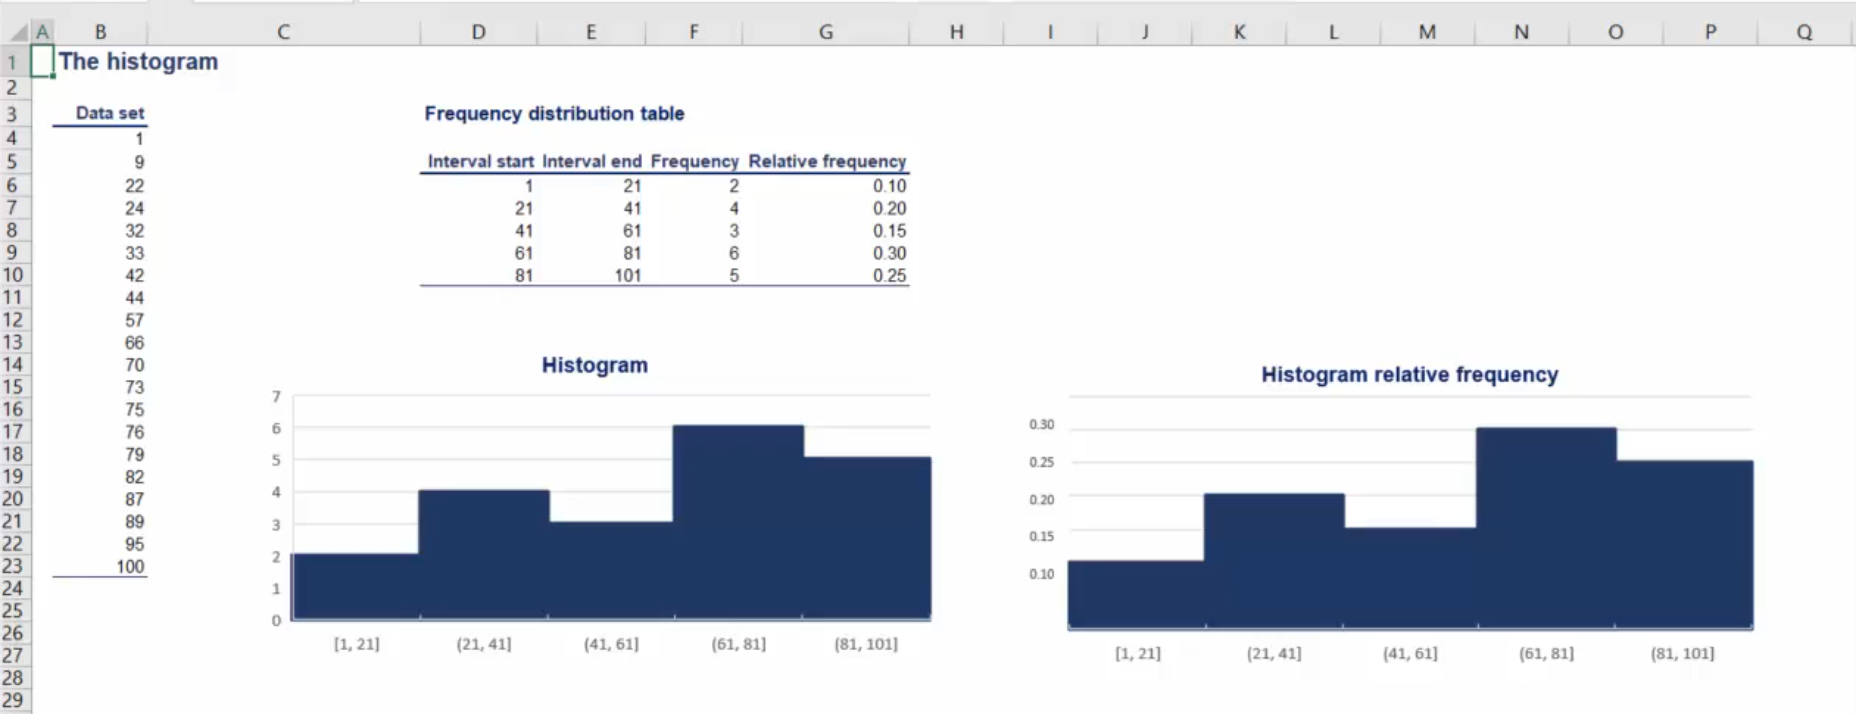 A B C D E F G H I J K L M N O P Q
1 The histogram
2
3 Data set Frequency distribution table
4 1
5 9 Interval start Interval end Frequency Relative frequency
6 22 1 21 2 0.10
7 24 21 41 4 0.20
8 32 41 61 3 0.15
9 33 61 81 6 0.30
10 42 81 101 5 0.25
11 44
12 57
13 66
14 70 Histogram
15 73 Histogram relative frequency
16 75
17 76
18 79
19 82
20 87
21 89
22 95
23 100
24
25
26
27
28
29
7
6
5
4
3
2
1
0
[1, 21] (21, 41] (41, 61] (61, 81] (81, 101]
0.30
0.25
0.20
0.15
0.10
[1, 21] (21, 41] (41, 61] (61, 81] (81, 101]